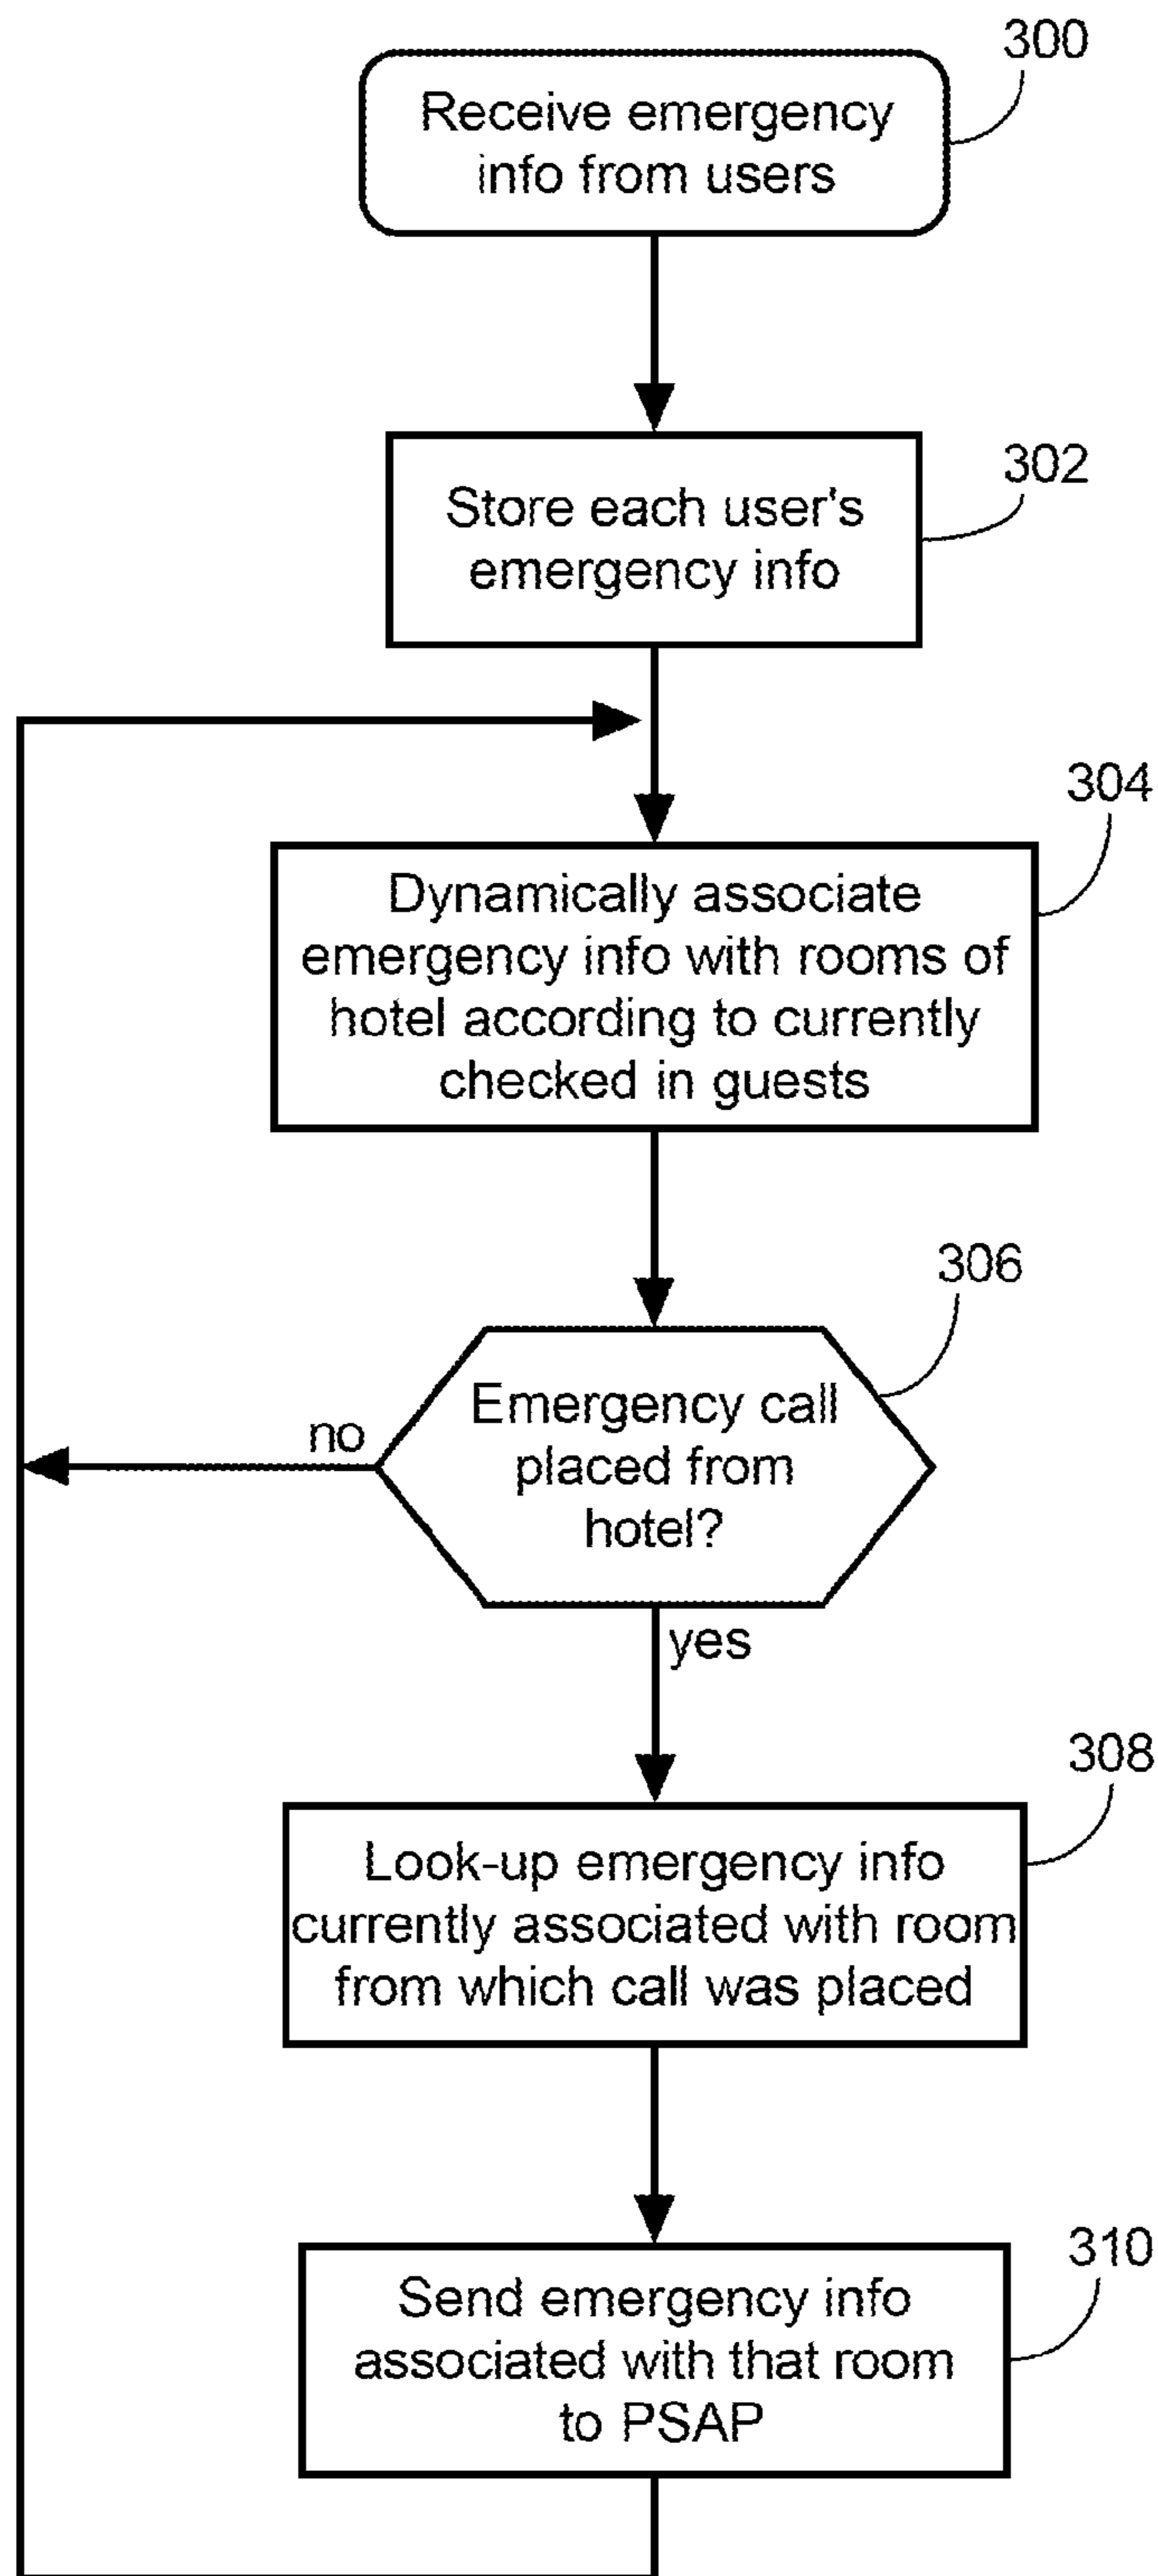 300
Receive emergency
info from users
302
Store each user's
emergency info
304
Dynamically associate
emergency info with rooms of
hotel according to currently
checked in guests
306
Emergency call
placed from
hotel?
no
yes
308
Look-up emergency info
currently associated with room
from which call was placed
310
Send emergency info
associated with that room
to PSAP